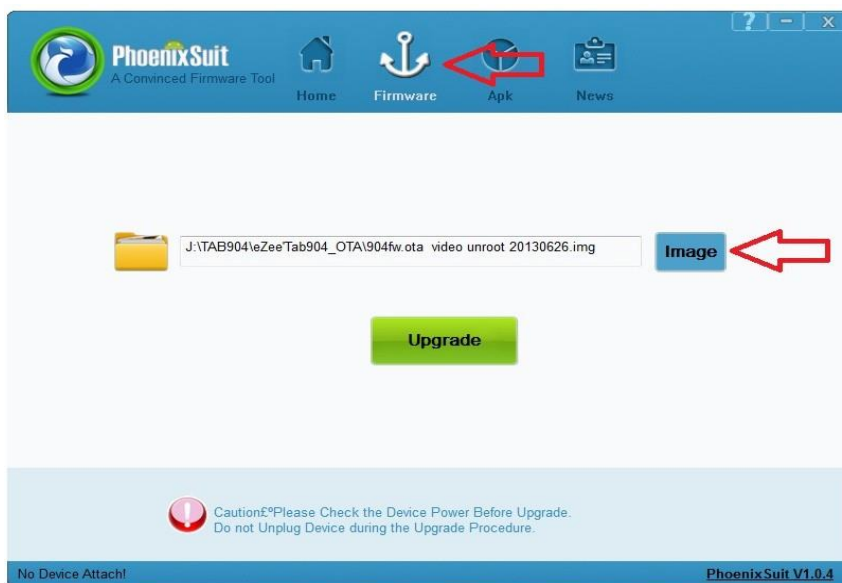 ? - x
PhoenixSuit
A Convinced Firmware Tool
Home
Firmware
Apk
News
J:\TAB904\eZee'Tab904_OTA\904fw.ota video unroot 20130626.img
Image
Upgrade
Caution£ºPlease Check the Device Power Before Upgrade.
Do not Unplug Device during the Upgrade Procedure.
No Device Attach!
PhoenixSuit V1.0.4